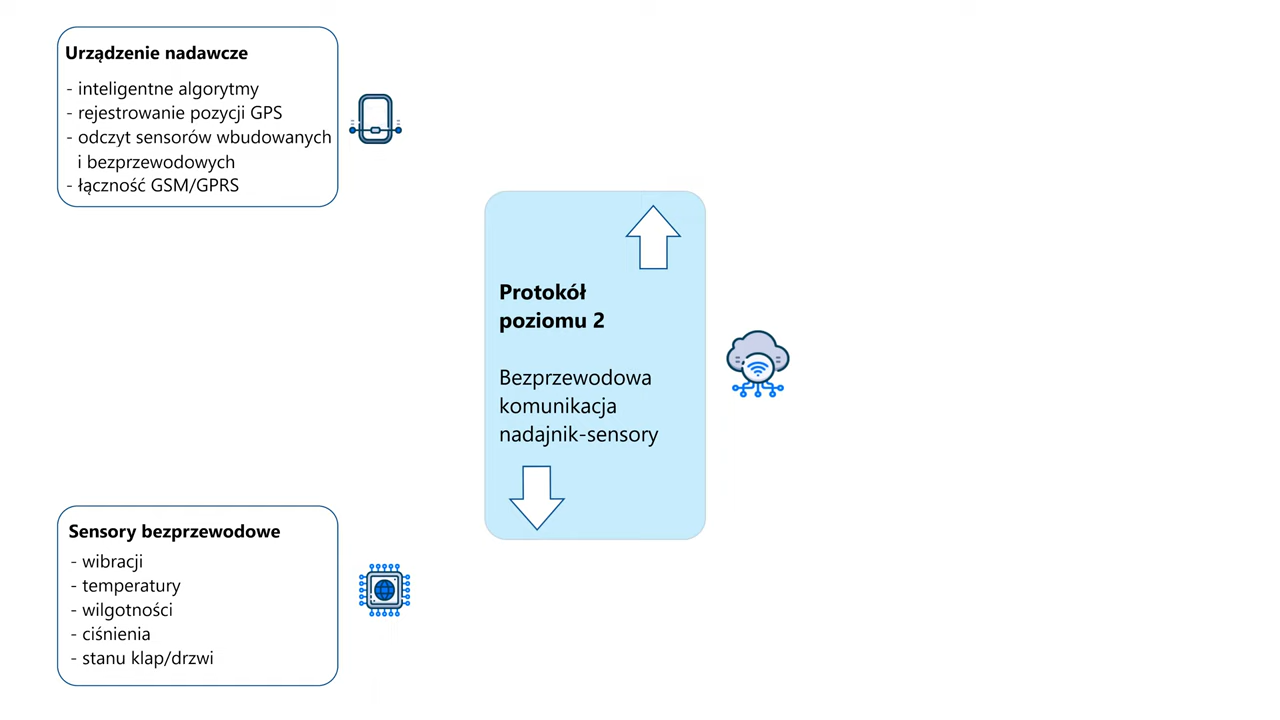 Urządzenie nadawcze
- inteligentne algorytmy
- rejestrowanie pozycji GPS
- odczyt sensorów wbudowanych
i bezprzewodowych
- łączność GSM/GPRS
Protokół
poziomu 2
Bezprzewodowa
komunikacja
nadajnik-sensory
Sensory bezprzewodowe
- wibracji
- temperatury
- wilgotności
- ciśnienia
- stanu klap/drzwi